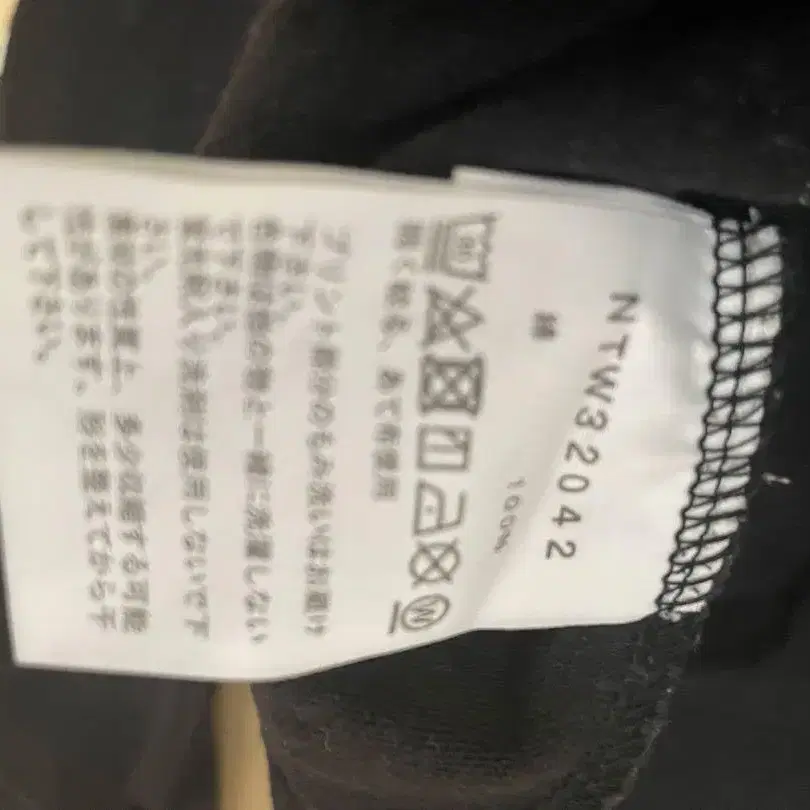 NTW32042
綿 100%
弱く絞る、あて布使用
プリント部分のもみ洗いはお避け
下さい。
色物は他の物と一緒に洗濯しない
で下さい。
蛍光剤入り洗剤は使用しないで下
さい。
素材の性質上、多少収縮する可能
性があります。形を整えてから干
して下さい。